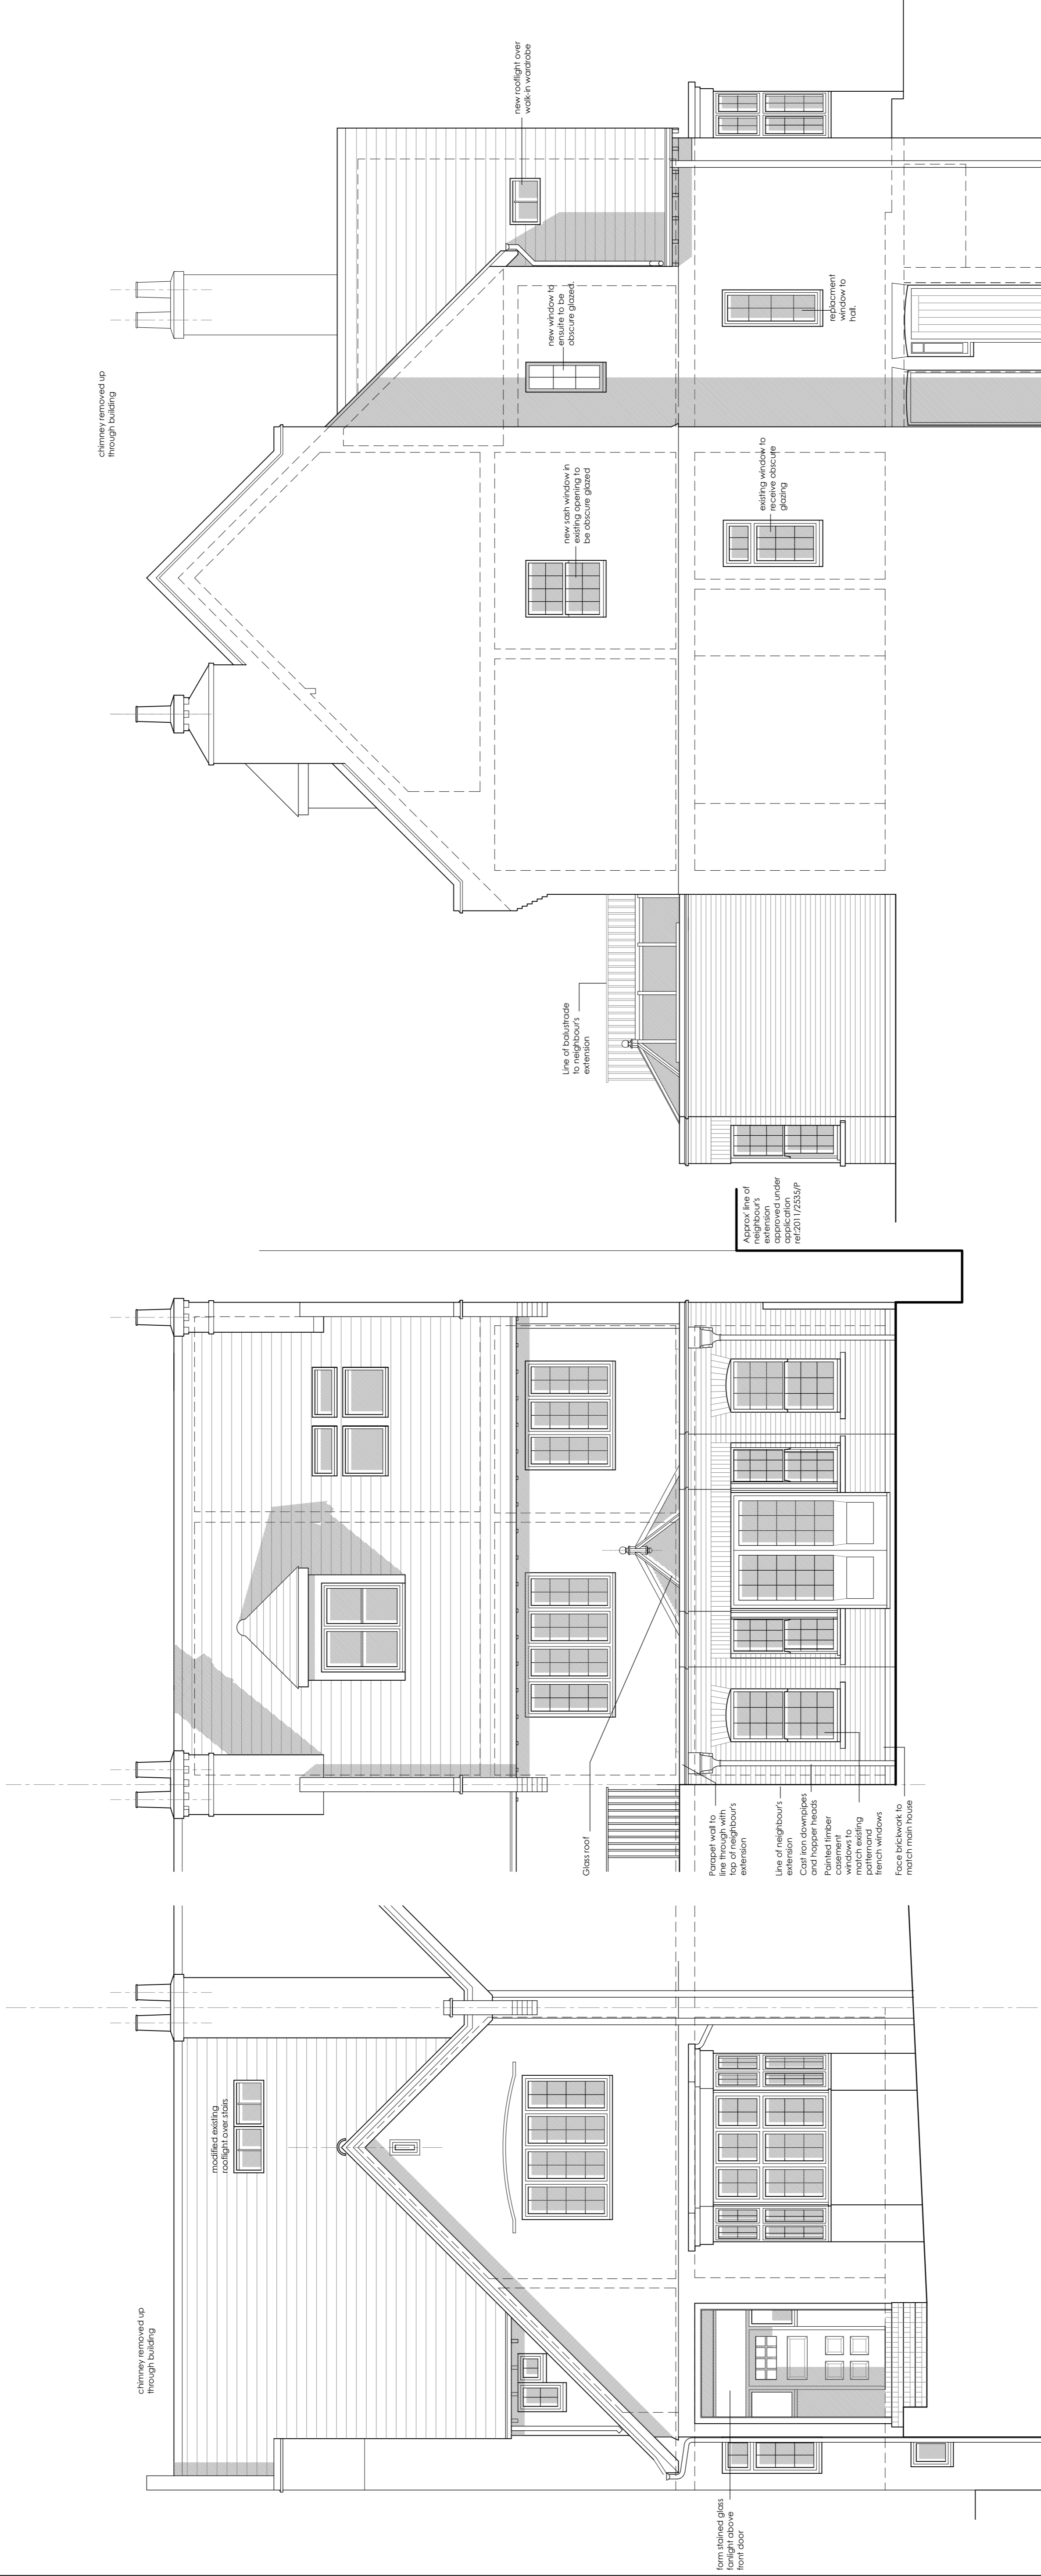 chimney removed up
through building
modified existing
rooflight over stairs
form stained glass
fanlight above
front door
Glass roof
Parapet wall to
line through with
top of neighbour's
extension
Line of neighbour's
extension
Cast iron downpipes
and hopper heads
Painted timber
casement
windows to
match existing
patternand
french windows
Face brickwork to
match main house
Approx' line of
neighbour's
extension
approved under
application
ref:2011/2535/P
Line of balustrade
to neighbour's
extension
chimney removed up
through building
new sash window in
existing opening to
be obscure glazed
existing window to
receive obscure
glazing
new window to
ensuite to be
obscure glazed.
replacment
window to
hall.
new rooflight over
walk-in wardrobe